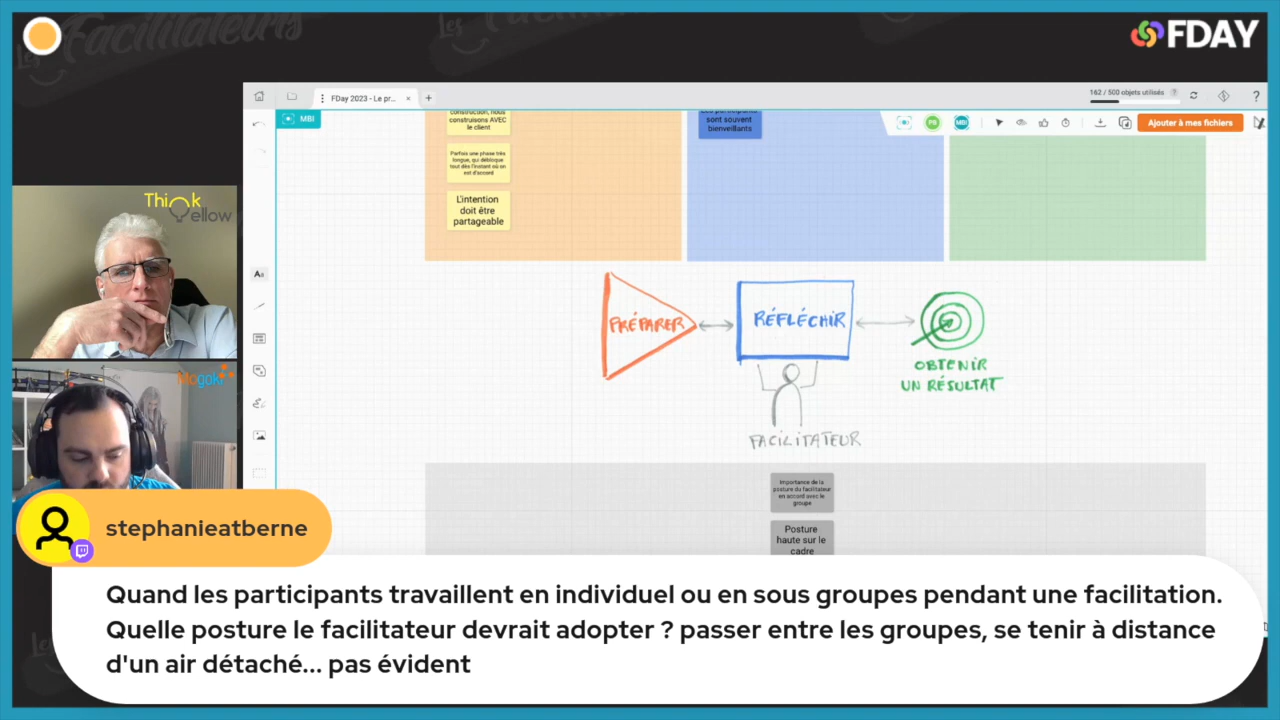 Les Facilitateurs
FDAY
FDay 2023 - Le pr...
162 / 500 objets utilisés
MBI
PB
MB
Ajouter à mes fichiers
construction, nous
construisons AVEC
le client
Parfois une phase très
longue, qui débloque
tout dès l'instant où on
est d'accord
L'intention
doit être
partageable
sont souvent
bienveillants
Think
Yellow
Mogoki
PRÉPARER
RÉFLÉCHIR
OBTENIR
UN RÉSULTAT
FACILITATEUR
Importance de la
posture du facilitateur
en accord avec le
groupe
Posture
haute sur le
cadre
stephanieatberne
Quand les participants travaillent en individuel ou en sous groupes pendant une facilitation.
Quelle posture le facilitateur devrait adopter ? passer entre les groupes, se tenir à distance
d'un air détaché... pas évident